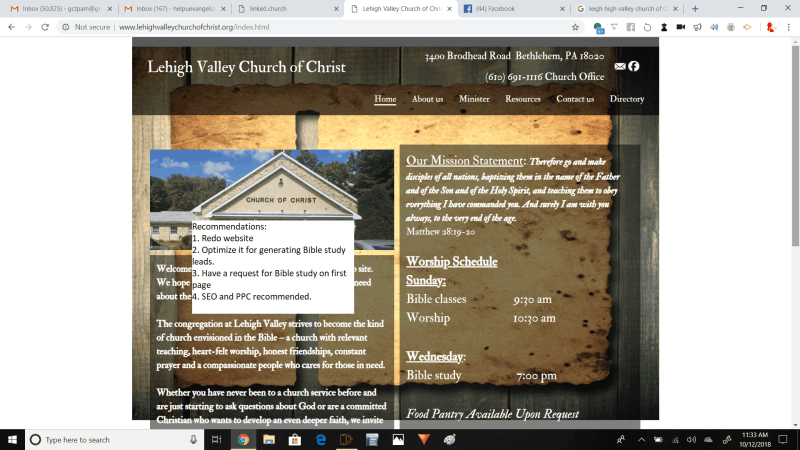 Inbox (50,825) - gctpam@g
Inbox (167) - helpuevangeli
linked.church
Lehigh Valley Church of Chri
(44) Facebook
leigh high valley church of C
Not secure | www.lehighvalleychurchofchrist.org/index.html
Lehigh Valley Church of Christ
3400 Brodhead Road Bethlehem, PA 18020
(610) 691-1116 Church Office
Home About us Minister Resources Contact us Directory
CHURCH OF CHRIST
Recommendations:
1. Redo website
2. Optimize it for generating Bible study
leads.
3. Have a request for Bible study on first
page
4. SEO and PPC recommended.
Welcome
site.
We hope
need
about the
The congregation at Lehigh Valley strives to become the kind
of church envisioned in the Bible – a church with relevant
teaching, heart-felt worship, honest friendships, constant
prayer and a compassionate people who cares for those in need.
Whether you have never been to a church service before and
are just starting to ask questions about God or are a committed
Christian who wants to develop an even deeper faith, we invite
Our Mission Statement: Therefore go and make
disciples of all nations, baptizing them in the name of the Father
and of the Son and of the Holy Spirit, and teaching them to obey
everything I have commanded you. And surely I am with you
always, to the very end of the age.
Matthew 28:19-20
Worship Schedule
Sunday:
Bible classes 9:30 am
Worship 10:30 am
Wednesday:
Bible study 7:00 pm
Food Pantry Available Upon Request
Type here to search
11:33 AM
10/12/2018